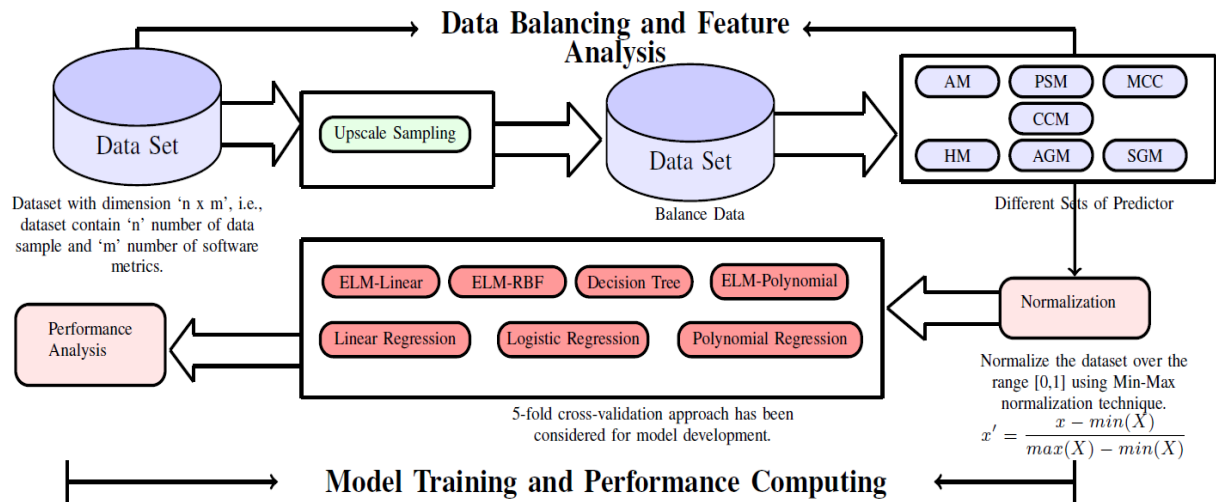 Data Balancing and Feature
Analysis
Data Set
Dataset with dimension ‘n x m’, i.e.,
dataset contain ‘n’ number of data
sample and ‘m’ number of software
metrics.
Upscale Sampling
Data Set
Balance Data
AM
PSM
MCC
CCM
HM
AGM
SGM
Different Sets of Predictor
Normalization
Normalize the dataset over the
range [0,1] using Min-Max
normalization technique.
x′ = (x − min(X)) / (max(X) − min(X))
ELM-Linear
ELM-RBF
Decision Tree
ELM-Polynomial
Linear Regression
Logistic Regression
Polynomial Regression
5-fold cross-validation approach has been
considered for model development.
Performance
Analysis
Model Training and Performance Computing